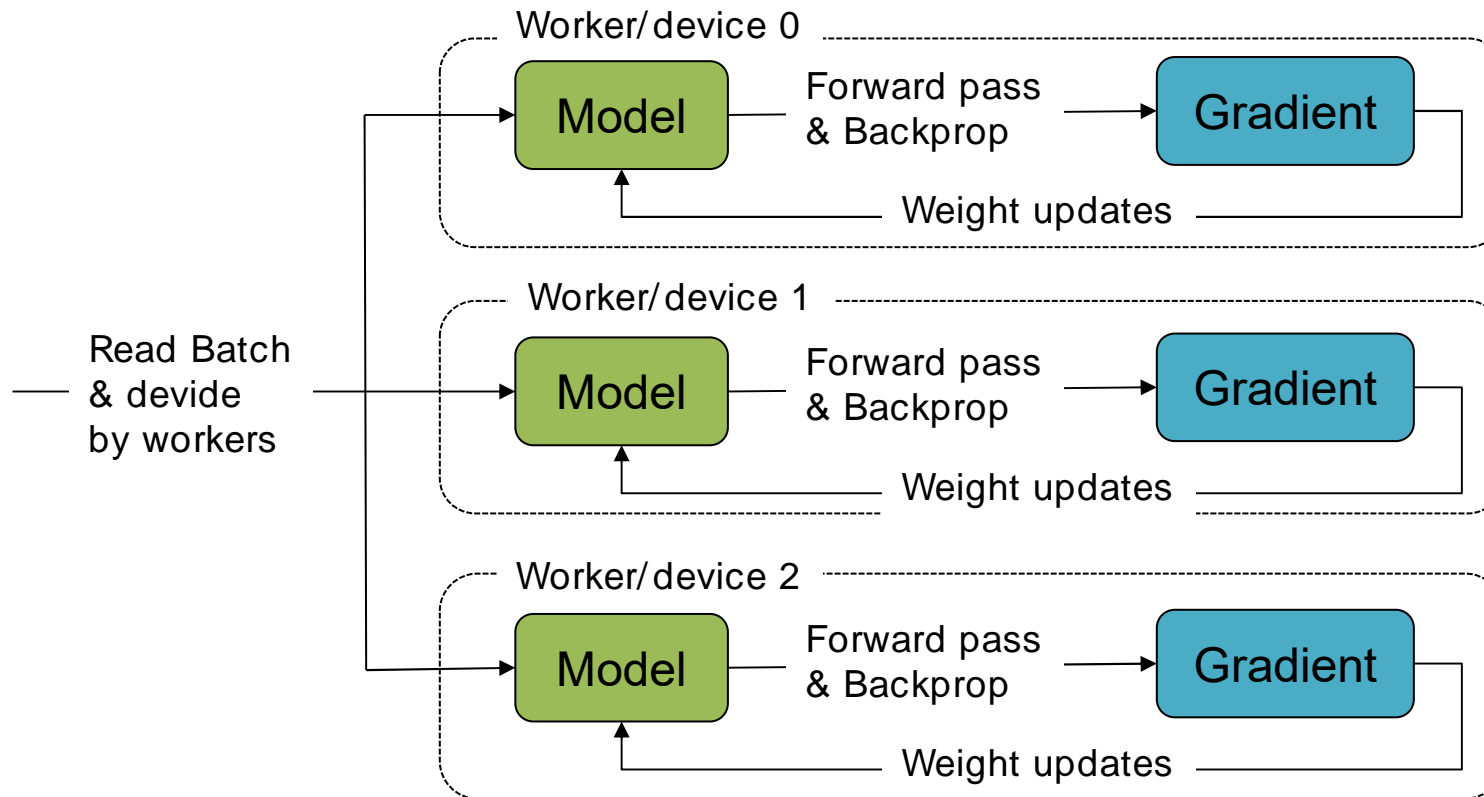 Worker/device 0
Model
Forward pass
& Backprop
Gradient
Weight updates
Worker/device 1
Read Batch
& devide
by workers
Model
Forward pass
& Backprop
Gradient
Weight updates
Worker/device 2
Model
Forward pass
& Backprop
Gradient
Weight updates